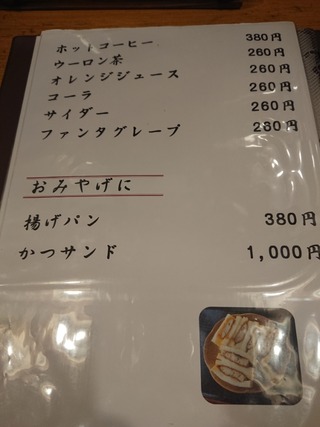 ホットコーヒー 380円
ウーロン茶 260円
オレンジジュース 260円
コーラ 260円
サイダー 260円
ファンタグレープ 260円
おみやげに
揚げパン 380円
かつサンド 1,000円